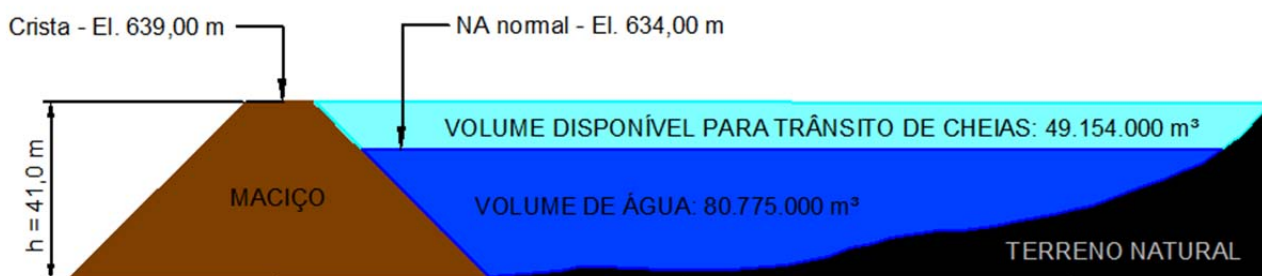 Crista - El. 639,00 m
NA normal - El. 634,00 m
VOLUME DISPONÍVEL PARA TRÂNSITO DE CHEIAS: 49.154.000 m³
h = 41,0 m
MACIÇO
VOLUME DE ÁGUA: 80.775.000 m³
TERRENO NATURAL